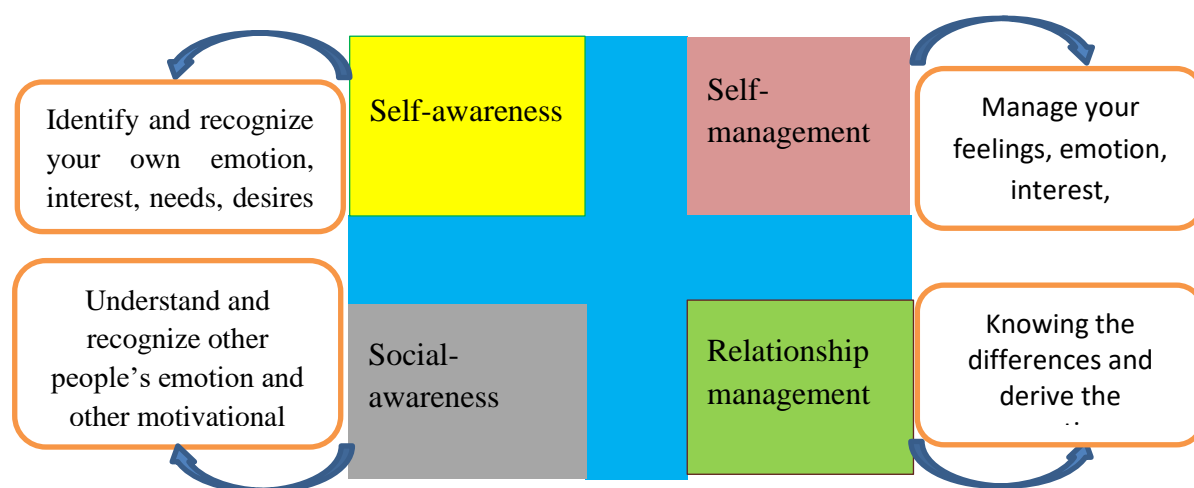 Identify and recognize
your own emotion,
interest, needs, desires
Self-awareness
Self-
management
Manage your
feelings, emotion,
interest,
Understand and
recognize other
people's emotion and
other motivational
Social-
awareness
Relationship
management
Knowing the
differences and
derive the